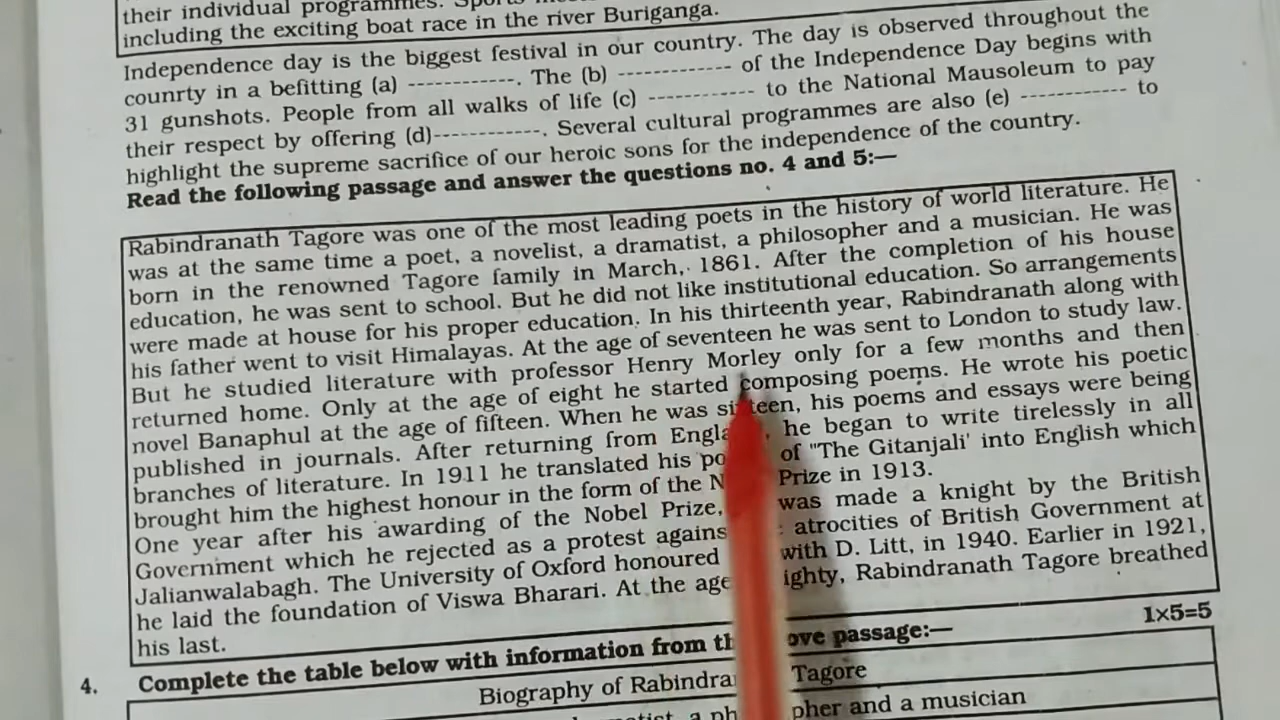 their individual programmes.
including the exciting boat race in the river Buriganga.
Independence day is the biggest festival in our country. The day is observed throughout the
counrty in a befitting (a) ------------. The (b) ------------- of the Independence Day begins with
31 gunshots. People from all walks of life (c) ------------ to the National Mausoleum to pay
their respect by offering (d)------------. Several cultural programmes are also (e) ------------ to
highlight the supreme sacrifice of our heroic sons for the independence of the country.
Read the following passage and answer the questions no. 4 and 5:—
Rabindranath Tagore was one of the most leading poets in the history of world literature. He
was at the same time a poet, a novelist, a dramatist, a philosopher and a musician. He was
born in the renowned Tagore family in March, 1861. After the completion of his house
education, he was sent to school. But he did not like institutional education. So arrangements
were made at house for his proper education. In his thirteenth year, Rabindranath along with
his father went to visit Himalayas. At the age of seventeen he was sent to London to study law.
But he studied literature with professor Henry Morley only for a few months and then
returned home. Only at the age of eight he started composing poems. He wrote his poetic
novel Banaphul at the age of fifteen. When he was sixteen, his poems and essays were being
published in journals. After returning from England, he began to write tirelessly in all
branches of literature. In 1911 he translated his of "The Gitanjali' into English which
brought him the highest honour in the form of the Prize in 1913.
One year after his awarding of the Nobel Prize, was made a knight by the British
Government which he rejected as a protest against atrocities of British Government at
Jalianwalabagh. The University of Oxford honoured with D. Litt, in 1940. Earlier in 1921,
he laid the foundation of Viswa Bharari. At the age eighty, Rabindranath Tagore breathed
his last.
1×5=5
4. Complete the table below with information from the above passage:—
Biography of Rabindranath Tagore
a philosopher and a musician